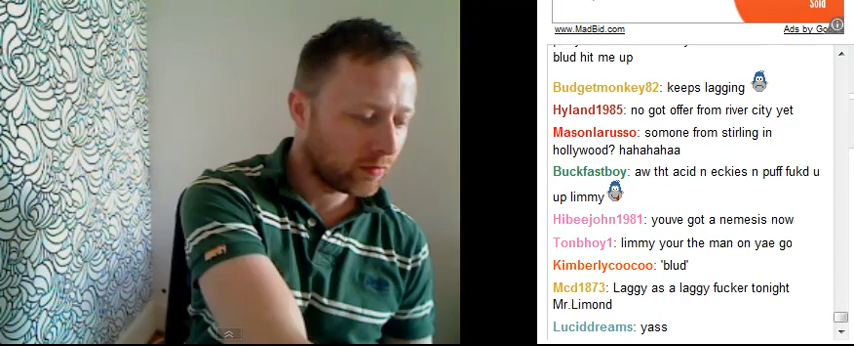 Sold
www.MadBid.com
Ads by Goo
blud hit me up
Budgetmonkey82: keeps lagging
Hyland1985: no got offer from river city yet
Masonlarusso: somone from stirling in
hollywood? hahahahaa
Buckfastboy: aw tht acid n eckies n puff fukd u
up limmy
Hibeejohn1981: youve got a nemesis now
Tonbhoy1: limmy your the man on yae go
Kimberlycoocoo: 'blud'
Mcd1873: Laggy as a laggy fucker tonight
Mr.Limond
Luciddreams: yass